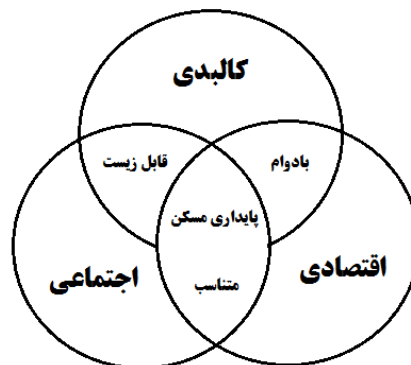 کالبدی
قابل زیست
بادوام
پایداری مسکن
اجتماعی
متناسب
اقتصادی